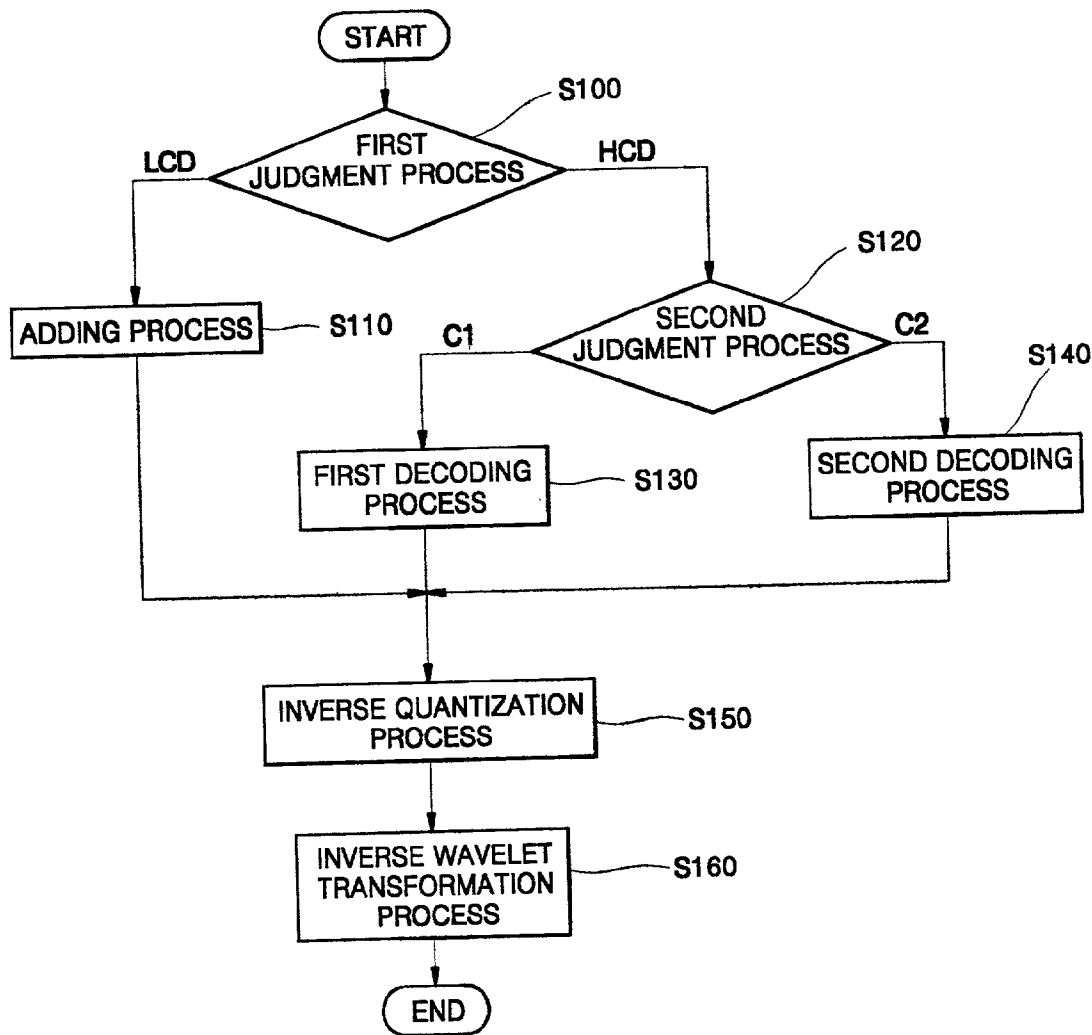 START
S100
FIRST
JUDGMENT PROCESS
LCD
HCD
S120
ADDING PROCESS
S110
SECOND
JUDGMENT PROCESS
C1
C2
S140
FIRST DECODING
PROCESS
S130
SECOND DECODING
PROCESS
INVERSE QUANTIZATION
PROCESS
S150
INVERSE WAVELET
TRANSFORMATION
PROCESS
S160
END